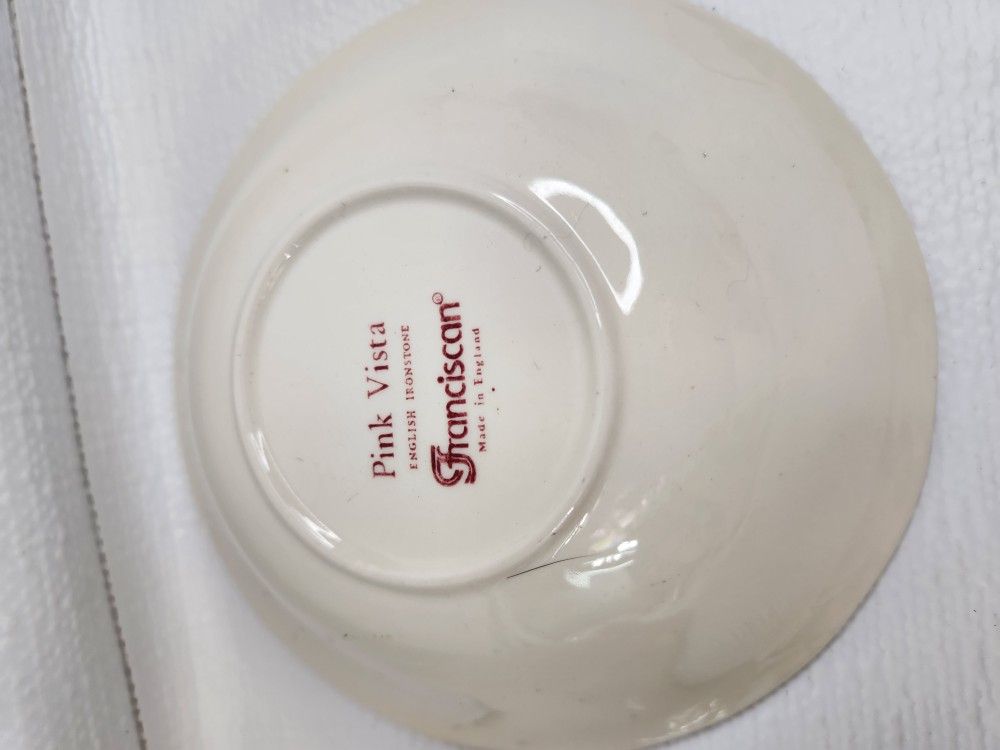 Pink Vista
ENGLISH IRONSTONE
Franciscan®
Made in England